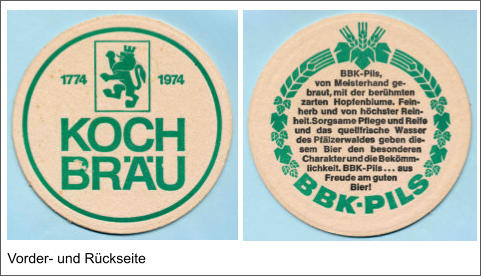 1774 1974
KOCH
BRÄU
BBK-Pils,
von Meisterhand ge-
braut, mit der berühmten
zarten Hopfenblume. Fein-
herb und von höchster Rein-
heit. Sorgsame Pflege und Reife
und das quellfrische Wasser
des Pfälzerwaldes geben die-
sem Bier den besonderen
Charakter und die Bekömm-
lichkeit. BBK-Pils... aus
Freude am guten
Bier!
BBK-PILS
Vorder- und Rückseite